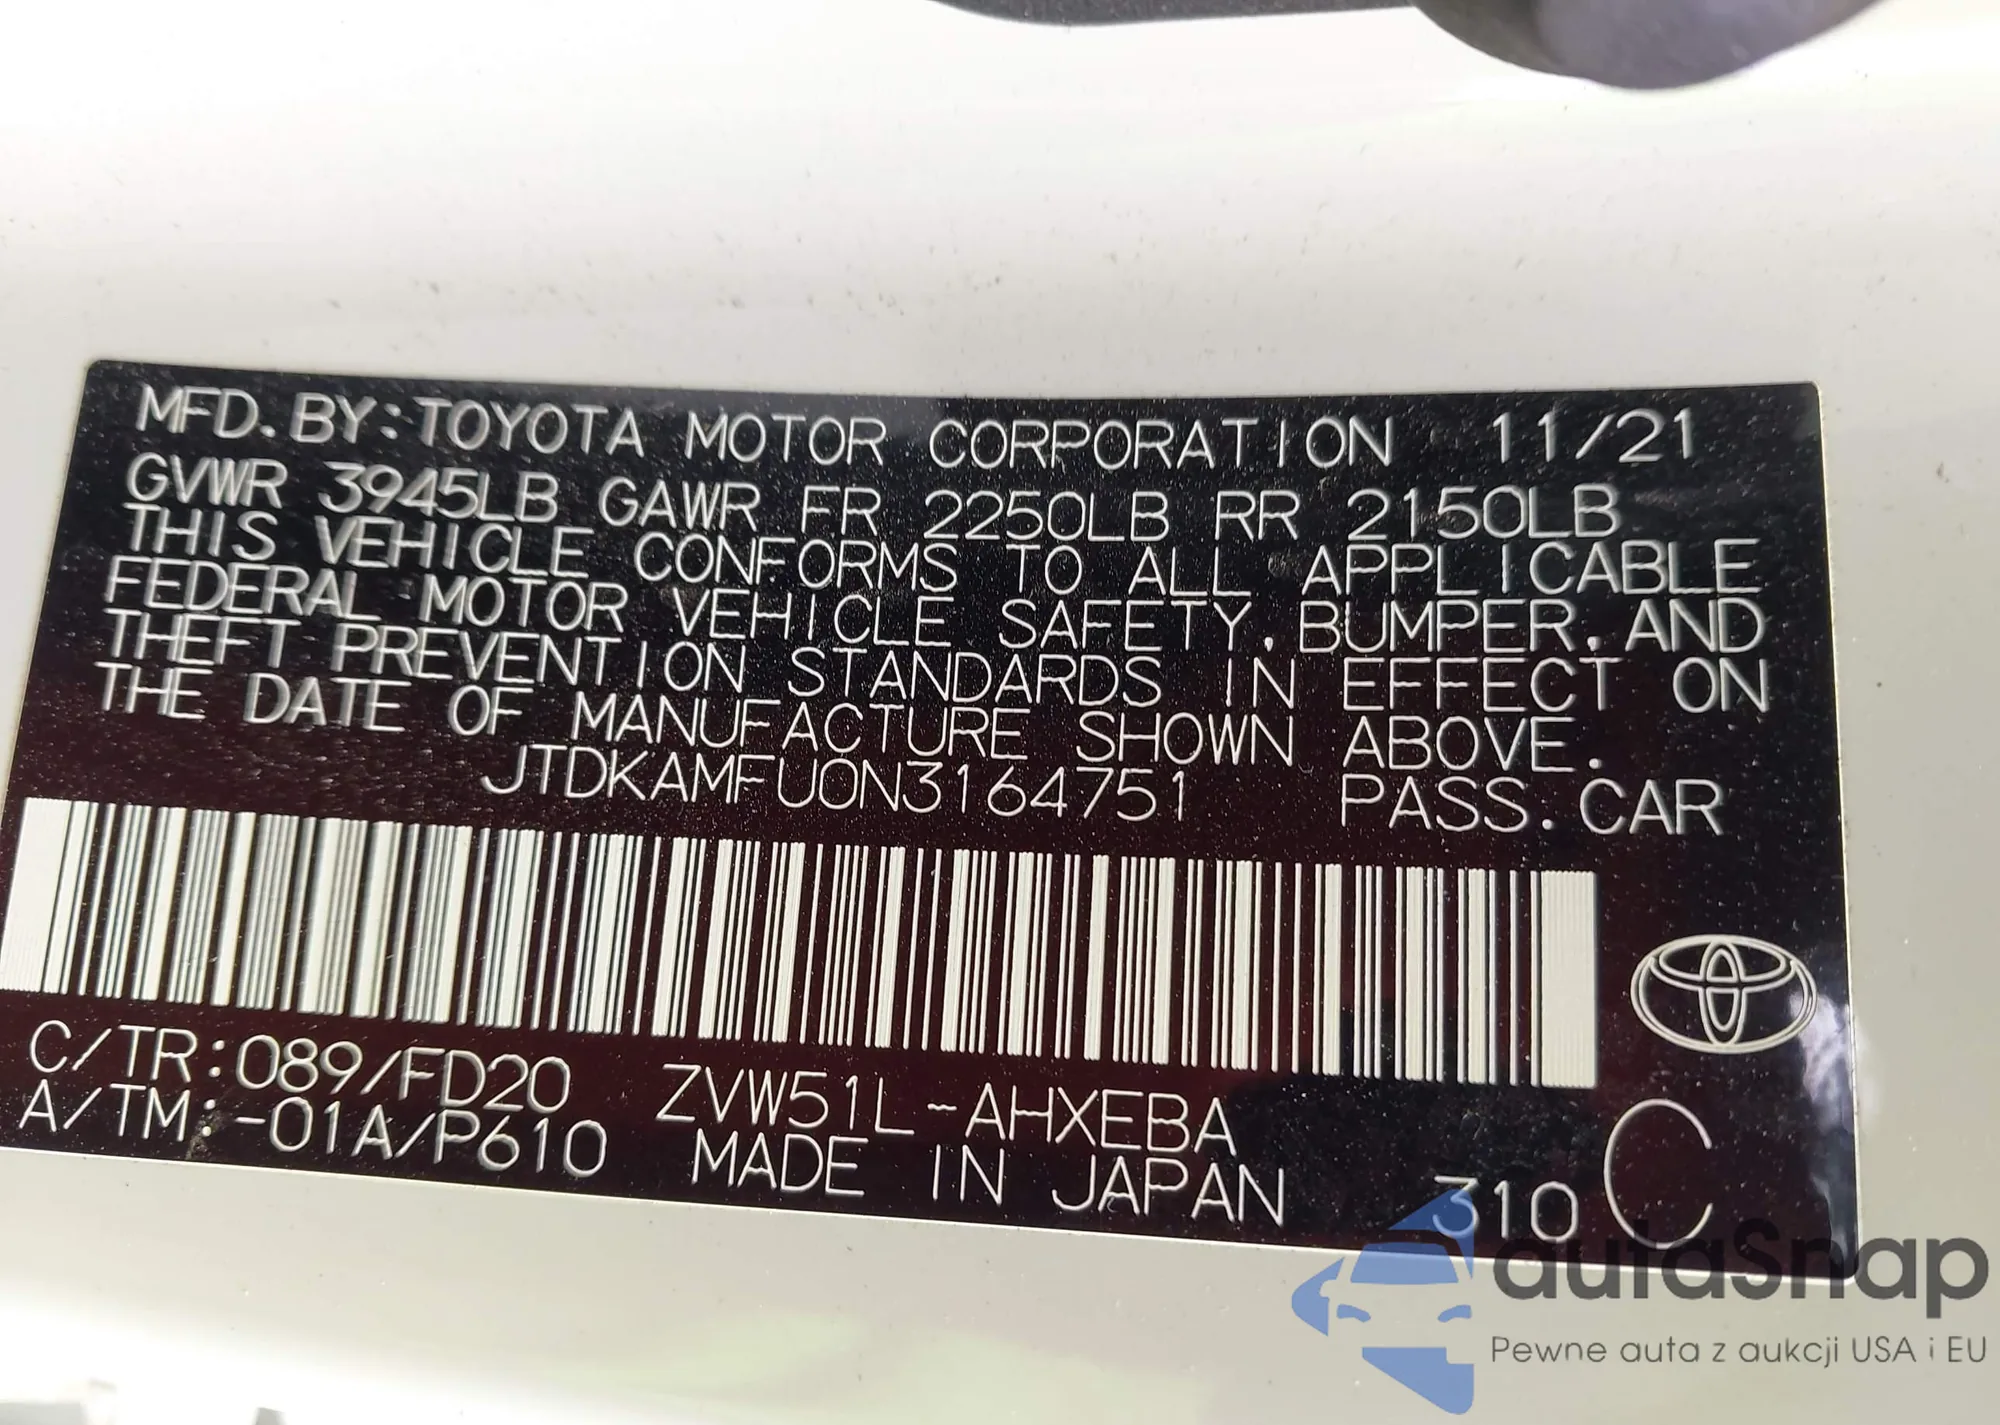 MFD. BY: TOYOTA MOTOR CORPORATION 11/21
GVWR 3945LB GAWR FR 2250LB RR 2150LB
THIS VEHICLE CONFORMS TO ALL APPLICABLE
FEDERAL MOTOR VEHICLE SAFETY, BUMPER, AND
THEFT PREVENTION STANDARDS IN EFFECT ON
THE DATE OF MANUFACTURE SHOWN ABOVE.
JTDKAMFU0N3164751 PASS. CAR
C/TR: 089/FD20 ZVW51L-AHXEBA
A/TM: -01A/P610 MADE IN JAPAN 310 C
autaSnap
Pewne auta z aukcji USA i EU